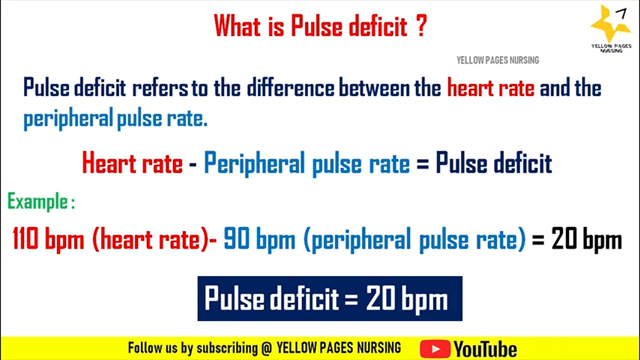 What is Pulse deficit ?
7
YELLOW PAGES
NURSING
YELLOW PAGES NURSING
Pulse deficit refers to the difference between the heart rate and the
peripheral pulse rate.
Heart rate - Peripheral pulse rate = Pulse deficit
Example :
110 bpm (heart rate)- 90 bpm (peripheral pulse rate) = 20 bpm
Pulse deficit = 20 bpm
Follow us by subscribing @ YELLOW PAGES NURSING YouTube